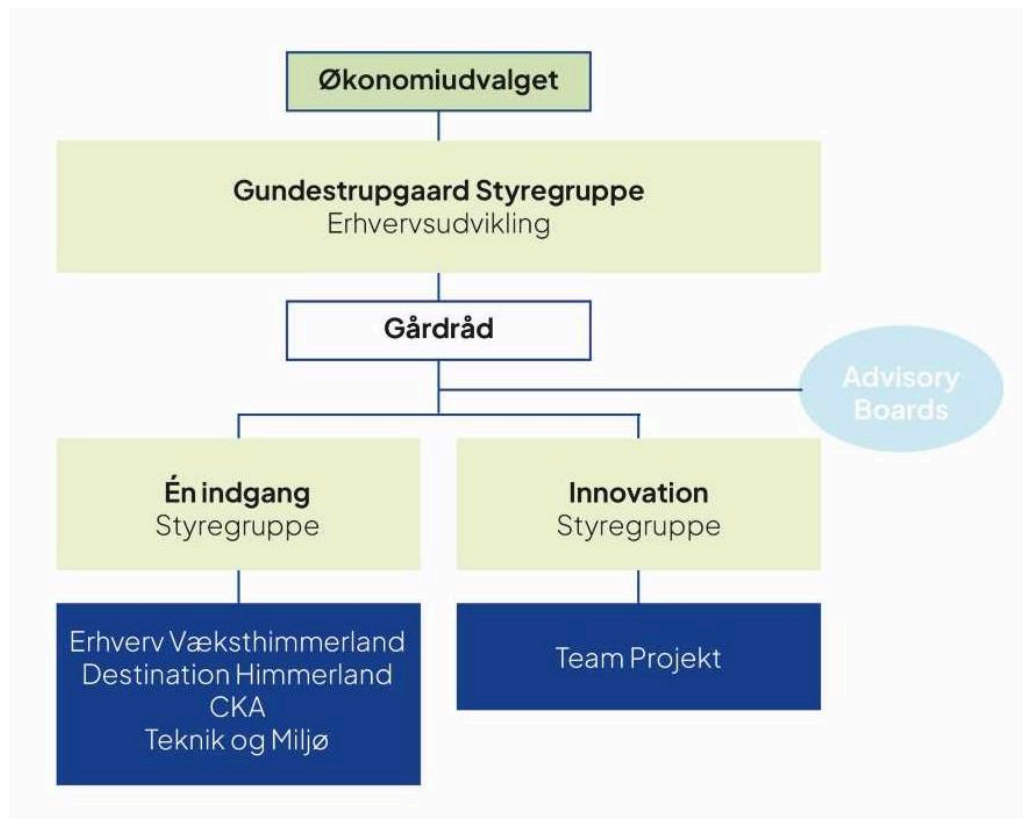 Økonomiudvalget
Gundestrupgaard Styregruppe
Erhvervsudvikling
Gårdråd
Advisory
Boards
Én indgang
Styregruppe
Innovation
Styregruppe
Erhverv Væksthimmerland
Destination Himmerland
CKA
Teknik og Miljø
Team Projekt